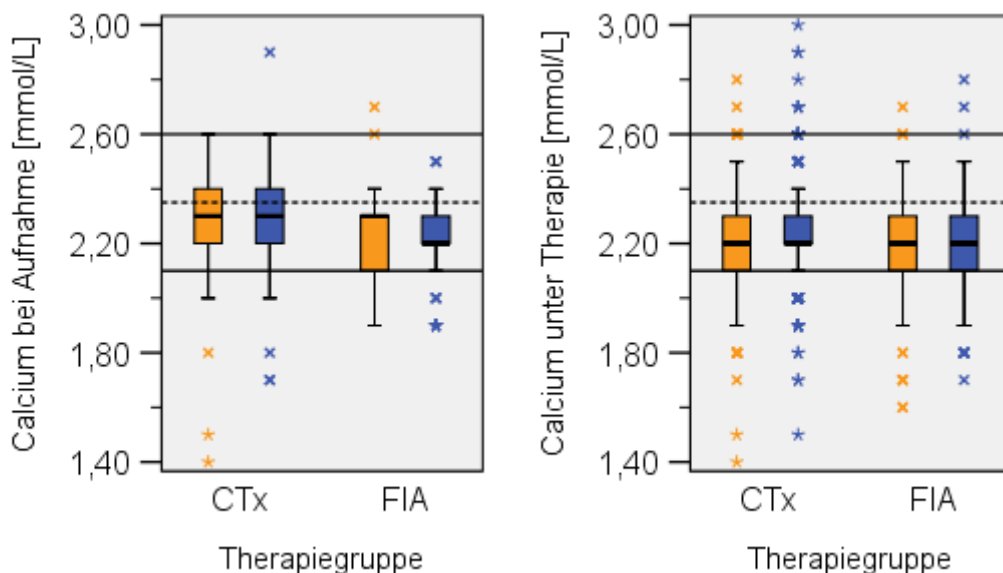 Calcium bei Aufnahme [mmol/L]
3,00
2,60
2,20
1,80
1,40
CTx FIA
Therapiegruppe
Calcium unter Therapie [mmol/L]
3,00
2,60
2,20
1,80
1,40
CTx FIA
Therapiegruppe